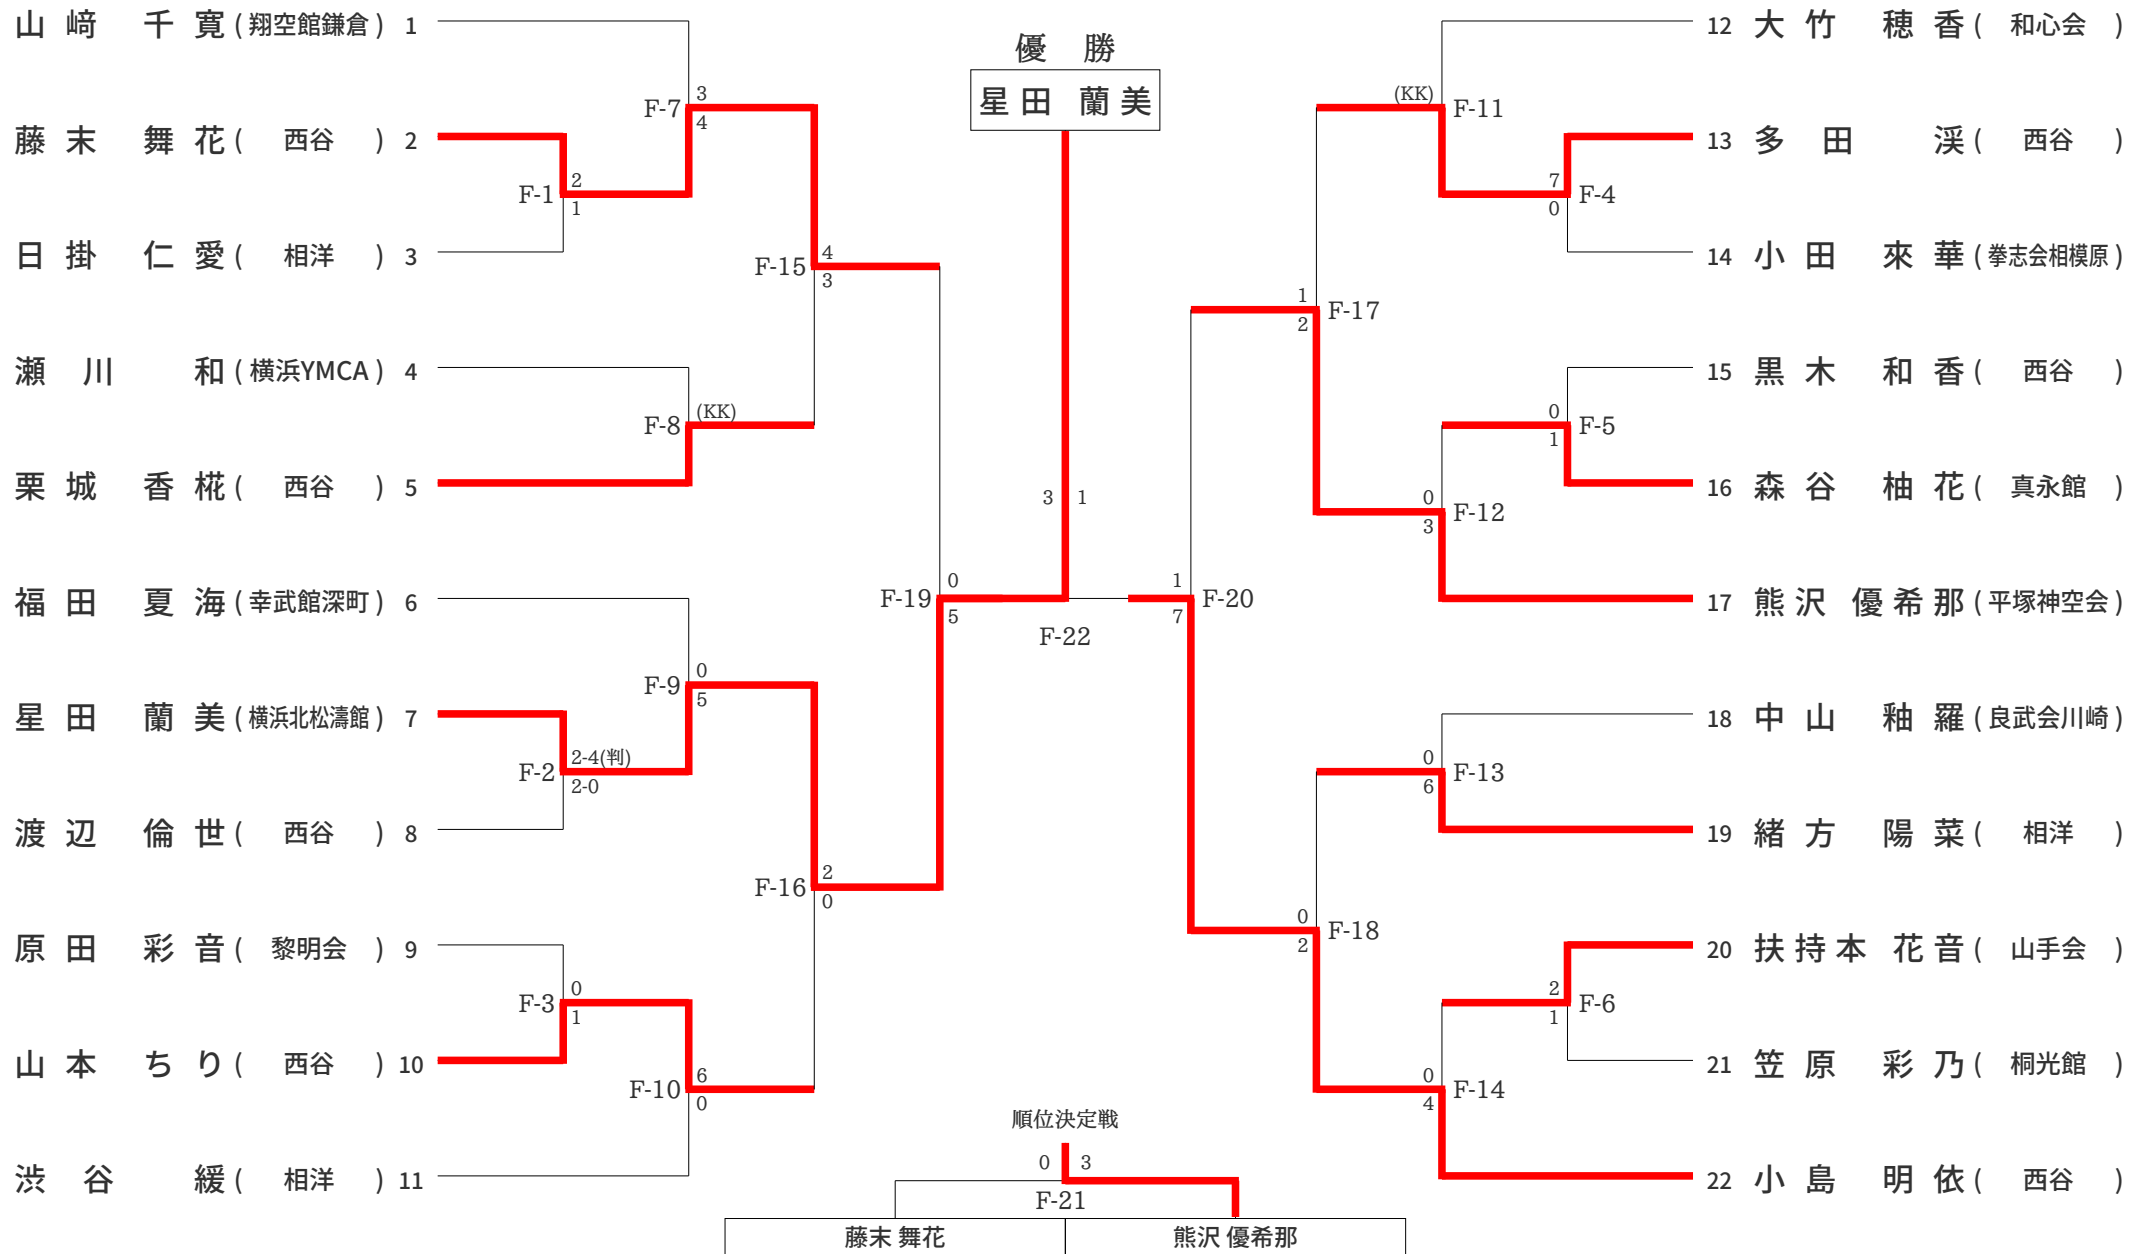 優 勝
星田 蘭美
山﨑 千寛 (翔空館鎌倉) 1
藤末 舞花 ( 西谷 ) 2
日掛 仁愛 ( 相洋 ) 3
瀬川 和 (横浜YMCA) 4
栗城 香椛 ( 西谷 ) 5
福田 夏海 (幸武館深町) 6
星田 蘭美 (横浜北松濤館) 7
渡辺 倫世 ( 西谷 ) 8
原田 彩音 ( 黎明会 ) 9
山本 ちり ( 西谷 ) 10
渋谷 緩 ( 相洋 ) 11
F-1
2
1
F-2
2-4(判)
2-0
F-3
0
1
F-7
3
4
F-8
(KK)
F-9
0
5
F-10
6
0
F-15
4
3
F-16
2
0
F-19
0
5
3 1
F-22
1
7
F-20
1
2
F-17
0
2
F-18
(KK)
F-11
0
3
F-12
0
6
F-13
0
4
F-14
7
0
F-4
0
1
F-5
2
1
F-6
12 大竹 穂香 ( 和心会 )
13 多田 渓 ( 西谷 )
14 小田 來華 (拳志会相模原)
15 黒木 和香 ( 西谷 )
16 森谷 柚花 ( 真永館 )
17 熊沢 優希那 (平塚神空会)
18 中山 釉羅 (良武会川崎)
19 緒方 陽菜 ( 相洋 )
20 扶持本 花音 ( 山手会 )
21 笠原 彩乃 ( 桐光館 )
22 小島 明依 ( 西谷 )
順位決定戦
0 3
F-21
藤末 舞花 熊沢 優希那